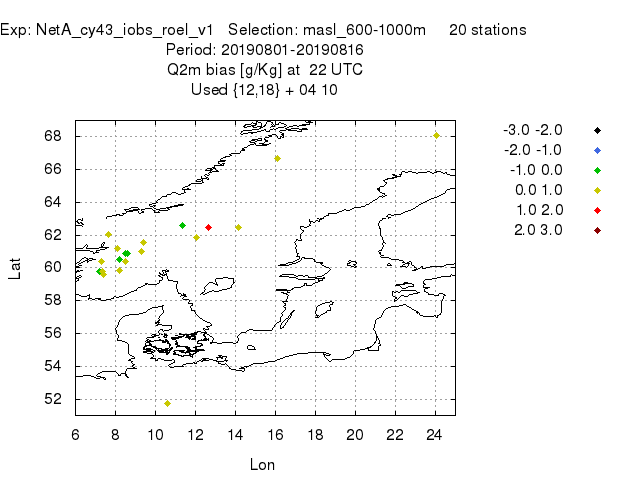 Exp: NetA_cy43_iobs_roel_v1   Selection: masl_600-1000m     20 stations
Period: 20190801-20190816
Q2m bias [g/Kg] at  22 UTC
Used {12,18} + 04 10
-3.0 -2.0
-2.0 -1.0
-1.0 0.0
0.0 1.0
1.0 2.0
2.0 3.0
68
66
64
62
60
58
56
54
52
Lat
6 8 10 12 14 16 18 20 22 24
Lon